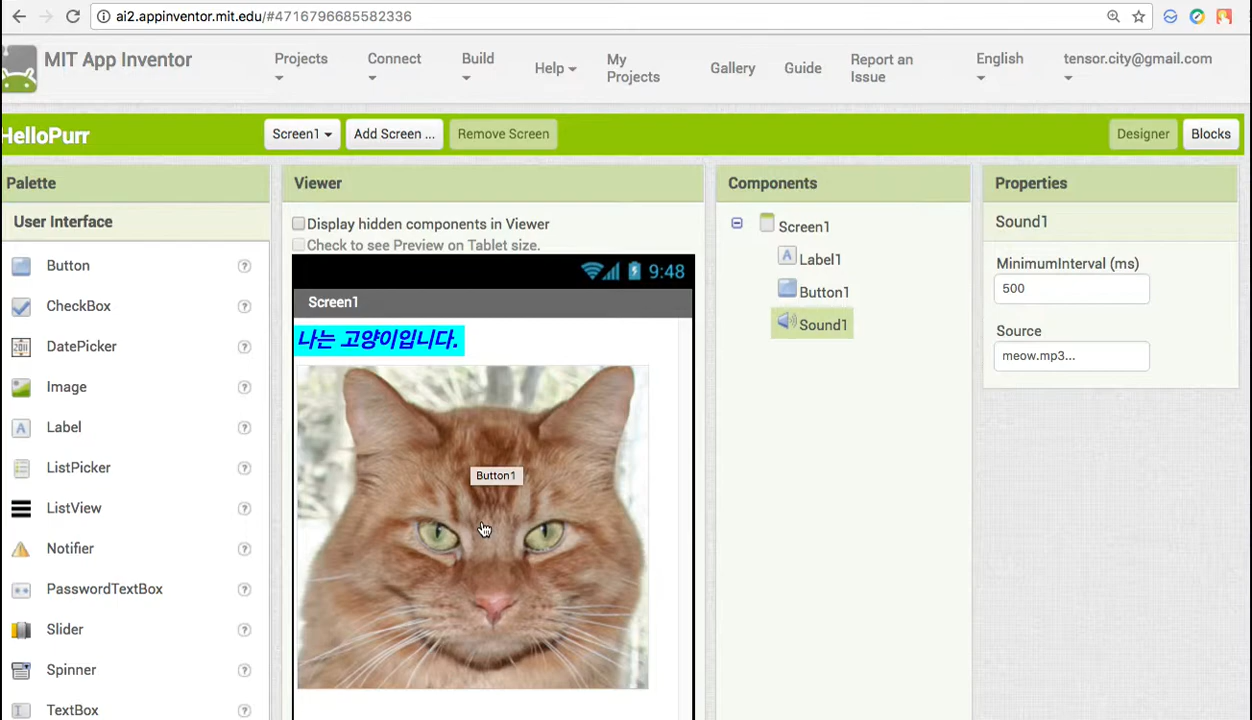 ai2.appinventor.mit.edu/#4716796685582336
MIT App Inventor
Projects
Connect
Build
Help
My Projects
Gallery
Guide
Report an Issue
English
tensor.city@gmail.com
HelloPurr
Screen1
Add Screen ...
Remove Screen
Designer
Blocks
Palette
User Interface
Button
CheckBox
DatePicker
Image
Label
ListPicker
ListView
Notifier
PasswordTextBox
Slider
Spinner
TextBox
Viewer
Display hidden components in Viewer
Check to see Preview on Tablet size.
9:48
Screen1
나는 고양이입니다.
Button1
Components
Screen1
Label1
Button1
Sound1
Properties
Sound1
MinimumInterval (ms)
500
Source
meow.mp3...